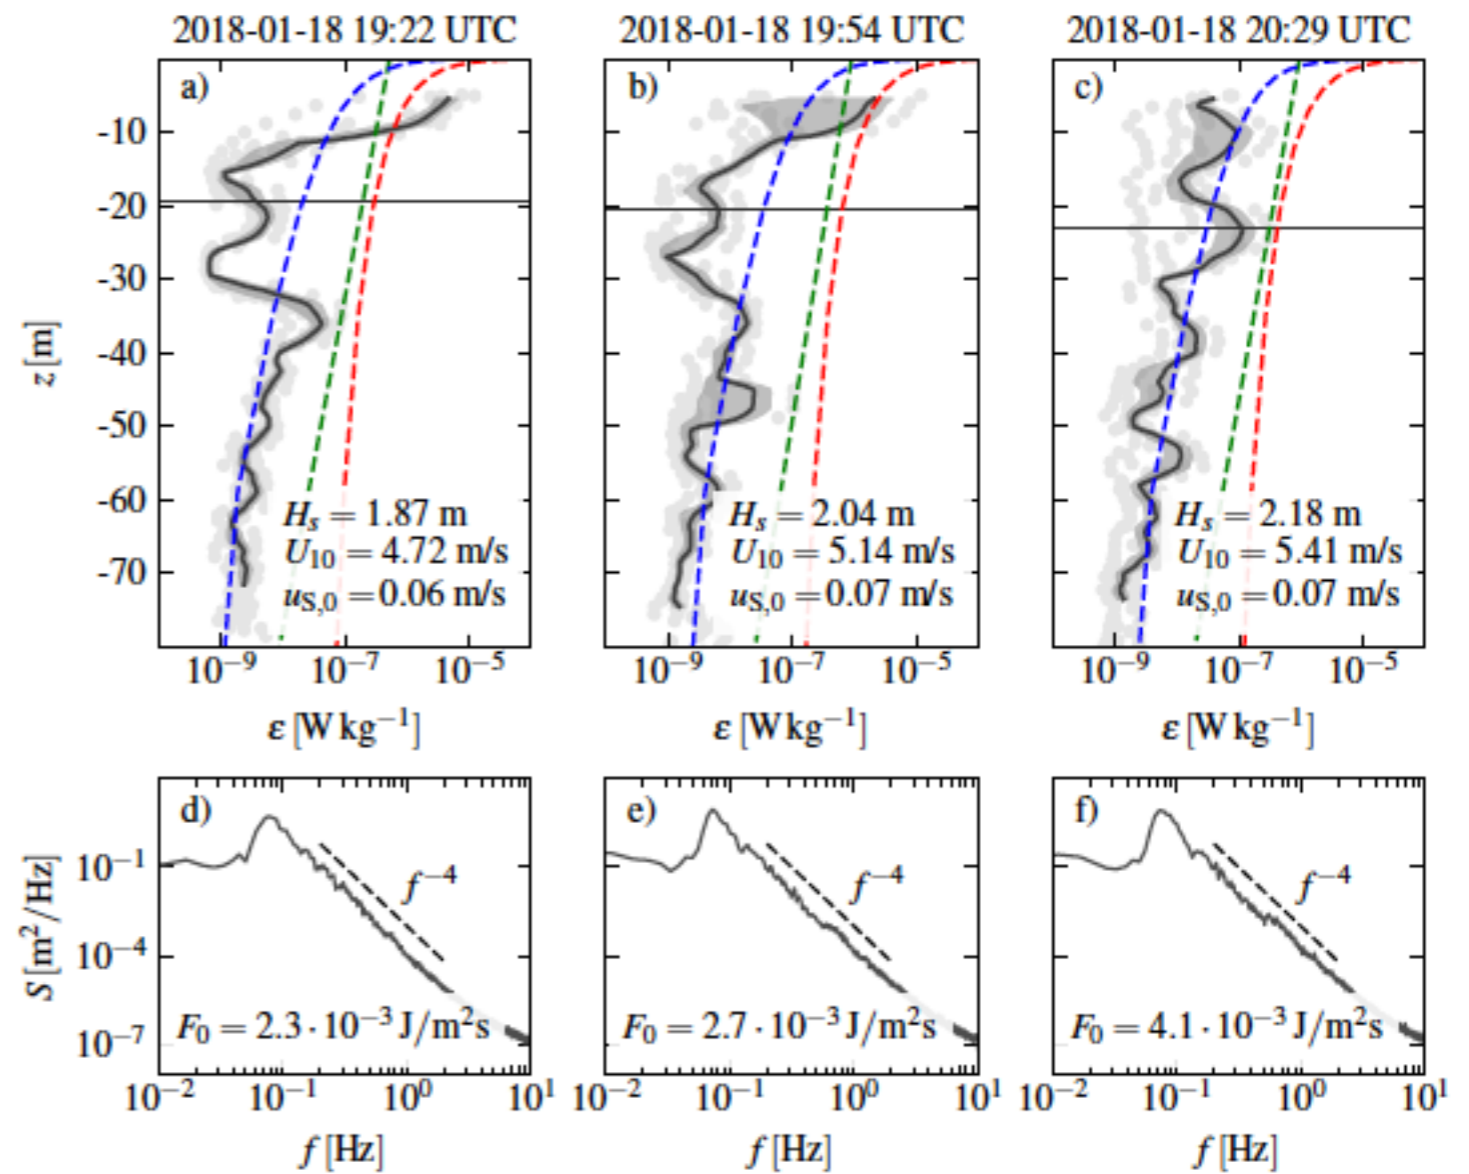 2018-01-18 19:22 UTC
2018-01-18 19:54 UTC
2018-01-18 20:29 UTC
a)
b)
c)
-10
-20
-30
-40
-50
-60
-70
z [m]
H_s = 1.87 m
U_10 = 4.72 m/s
u_S,0 = 0.06 m/s
H_s = 2.04 m
U_10 = 5.14 m/s
u_S,0 = 0.07 m/s
H_s = 2.18 m
U_10 = 5.41 m/s
u_S,0 = 0.07 m/s
10^−9 10^−7 10^−5
10^−9 10^−7 10^−5
10^−9 10^−7 10^−5
ε [W kg^−1]
ε [W kg^−1]
ε [W kg^−1]
d)
e)
f)
f^−4
f^−4
f^−4
10^−1
10^−4
10^−7
S [m^2/Hz]
F_0 = 2.3 · 10^−3 J/m^2s
F_0 = 2.7 · 10^−3 J/m^2s
F_0 = 4.1 · 10^−3 J/m^2s
10^−2 10^−1 10^0 10^1
10^−2 10^−1 10^0 10^1
10^−2 10^−1 10^0 10^1
f [Hz]
f [Hz]
f [Hz]